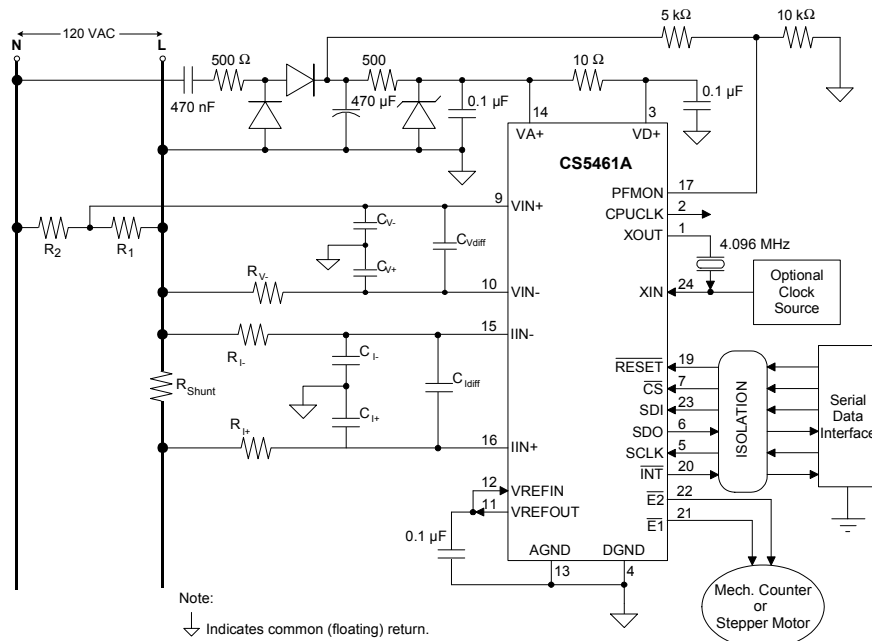 N
120 VAC
L
5 kΩ
10 kΩ
500 Ω
470 nF
500
470 µF
0.1 µF
10 Ω
0.1 µF
14
VA+
3
VD+
CS5461A
PFMON
17
CPUCLK
2
XOUT
1
4.096 MHz
XIN
24
Optional
Clock
Source
9
VIN+
R2
R1
CV-
CV+
CVdiff
RV-
10
VIN-
15
IIN-
RI-
CI-
CI+
CIdiff
RShunt
RI+
16
IIN+
RESET
19
CS
7
SDI
23
SDO
6
SCLK
5
INT
20
ISOLATION
Serial
Data
Interface
E2
22
E1
21
12
VREFIN
11
VREFOUT
0.1 µF
AGND
13
DGND
4
Mech. Counter
or
Stepper Motor
Note:
Indicates common (floating) return.